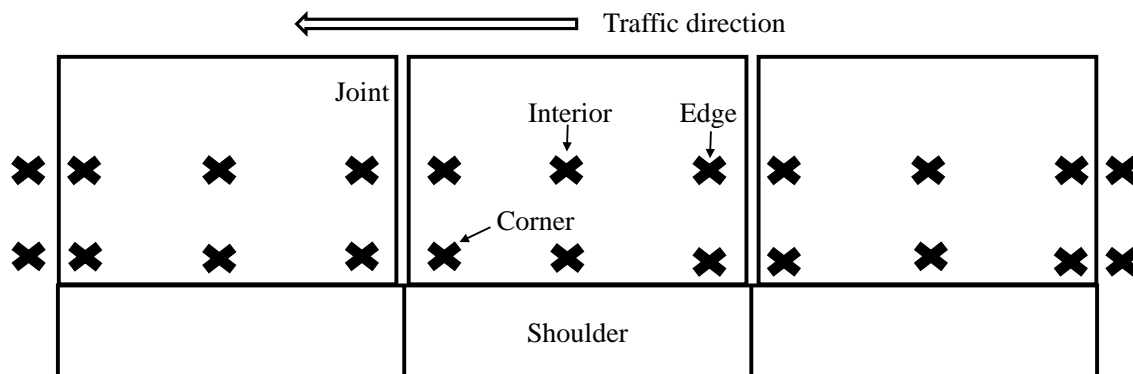 Traffic direction
Joint
Interior
Edge
Corner
Shoulder